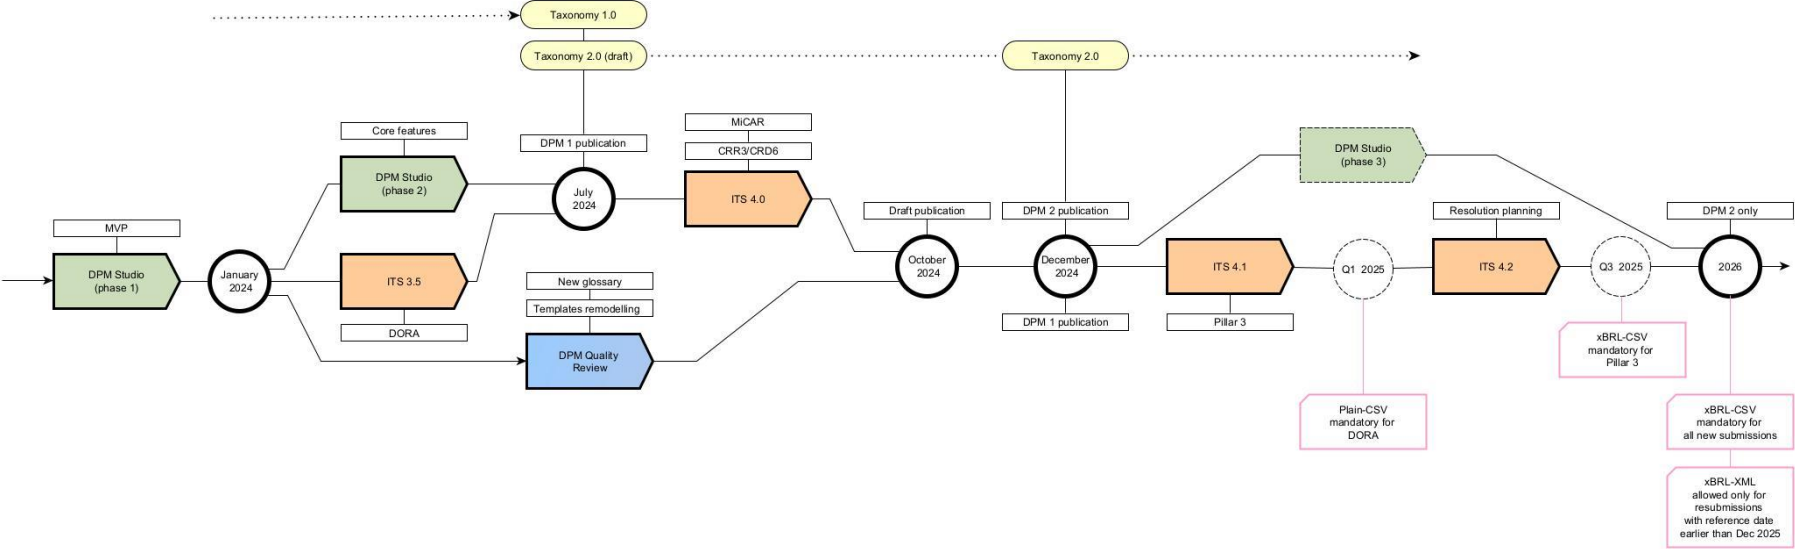 Taxonomy 1.0
Taxonomy 2.0 (draft)
Taxonomy 2.0
MVP
DPM Studio
(phase 1)
January
2024
Core features
DPM Studio
(phase 2)
ITS 3.5
DORA
DPM 1 publication
July
2024
New glossary
Templates remodelling
DPM Quality
Review
MiCAR
CRR3/CRD6
ITS 4.0
Draft publication
October
2024
DPM 2 publication
December
2024
DPM 1 publication
ITS 4.1
Pillar 3
DPM Studio
(phase 3)
Q1 2025
Plain-CSV
mandatory for
DORA
Resolution planning
ITS 4.2
Q3 2025
xBRL-CSV
mandatory for
Pillar 3
DPM 2 only
2026
xBRL-CSV
mandatory for
all new submissions
xBRL-XML
allowed only for
resubmissions
with reference date
earlier than Dec 2025